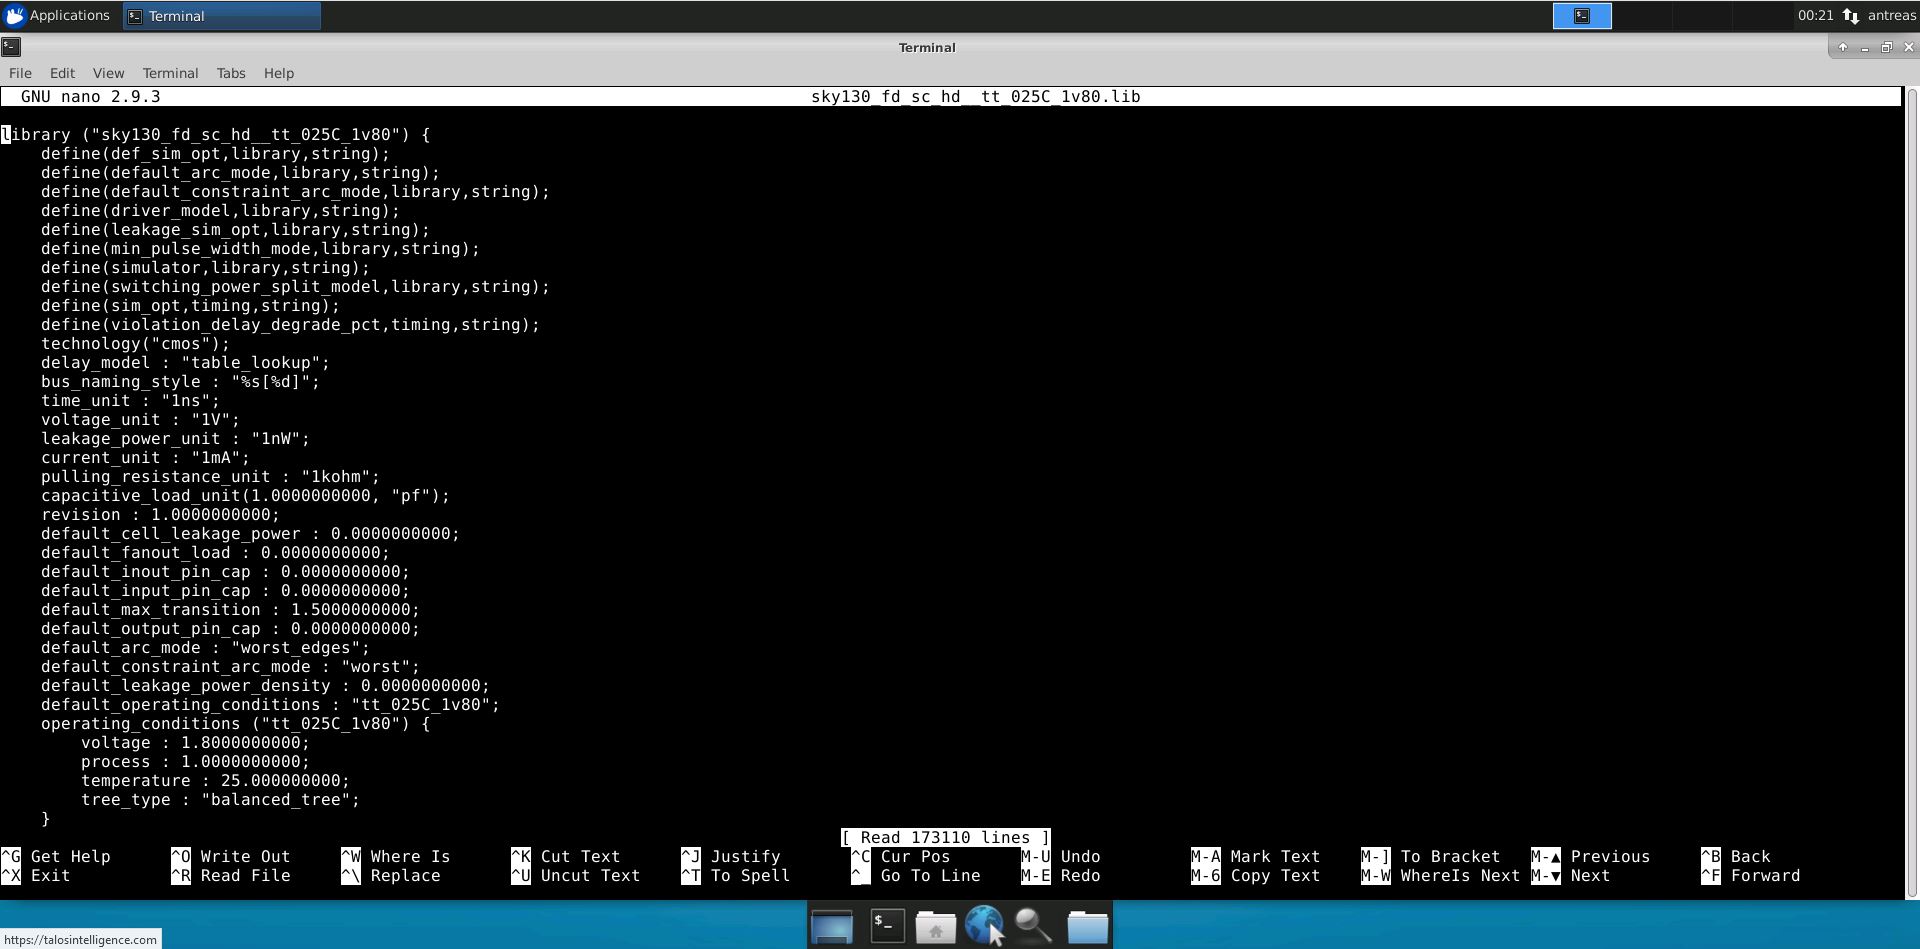 Applications
Terminal
00:21
antreas
Terminal
File Edit View Terminal Tabs Help
GNU nano 2.9.3 sky130_fd_sc_hd__tt_025C_1v80.lib
library ("sky130_fd_sc_hd__tt_025C_1v80") {
    define(def_sim_opt,library,string);
    define(default_arc_mode,library,string);
    define(default_constraint_arc_mode,library,string);
    define(driver_model,library,string);
    define(leakage_sim_opt,library,string);
    define(min_pulse_width_mode,library,string);
    define(simulator,library,string);
    define(switching_power_split_model,library,string);
    define(sim_opt,timing,string);
    define(violation_delay_degrade_pct,timing,string);
    technology("cmos");
    delay_model : "table_lookup";
    bus_naming_style : "%s[%d]";
    time_unit : "1ns";
    voltage_unit : "1V";
    leakage_power_unit : "1nW";
    current_unit : "1mA";
    pulling_resistance_unit : "1kohm";
    capacitive_load_unit(1.0000000000, "pf");
    revision : 1.0000000000;
    default_cell_leakage_power : 0.0000000000;
    default_fanout_load : 0.0000000000;
    default_inout_pin_cap : 0.0000000000;
    default_input_pin_cap : 0.0000000000;
    default_max_transition : 1.5000000000;
    default_output_pin_cap : 0.0000000000;
    default_arc_mode : "worst_edges";
    default_constraint_arc_mode : "worst";
    default_leakage_power_density : 0.0000000000;
    default_operating_conditions : "tt_025C_1v80";
    operating_conditions ("tt_025C_1v80") {
        voltage : 1.8000000000;
        process : 1.0000000000;
        temperature : 25.000000000;
        tree_type : "balanced_tree";
    }
[ Read 173110 lines ]
^G Get Help ^O Write Out ^W Where Is ^K Cut Text ^J Justify ^C Cur Pos M-U Undo M-A Mark Text M-] To Bracket M-▲ Previous ^B Back
^X Exit ^R Read File ^\ Replace ^U Uncut Text ^T To Spell ^_ Go To Line M-E Redo M-6 Copy Text M-W WhereIs Next M-▼ Next ^F Forward
$-
https://talosintelligence.com